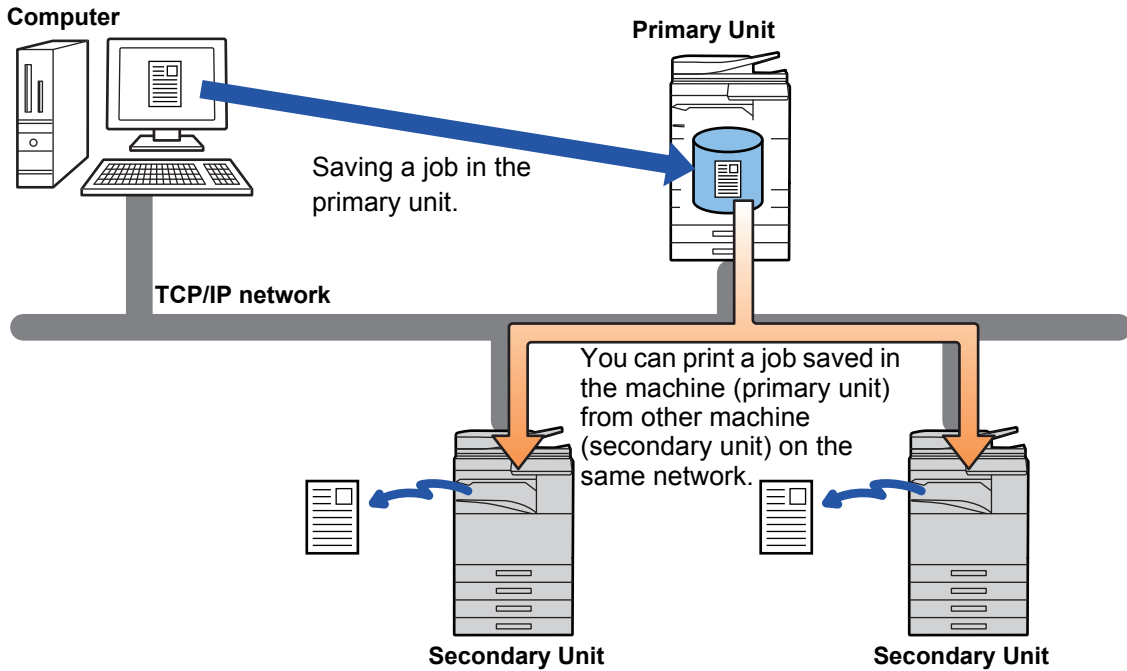 Computer
Primary Unit
Saving a job in the
primary unit.
TCP/IP network
You can print a job saved in
the machine (primary unit)
from other machine
(secondary unit) on the
same network.
Secondary Unit
Secondary Unit